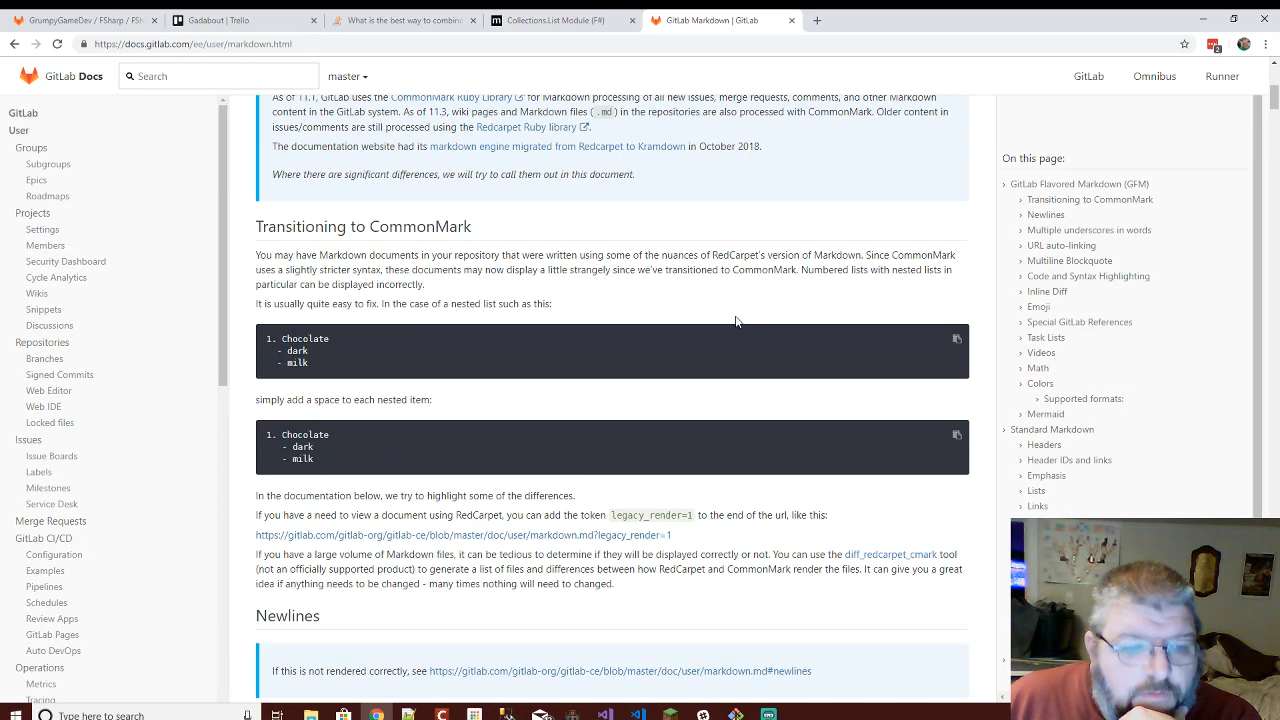 GrumpyGameDev / FSharp / FSh
Gadabout | Trello
What is the best way to combine
Collections.List Module (F#)
GitLab Markdown | GitLab
https://docs.gitlab.com/ee/user/markdown.html
2
GitLab Docs
Search
master
GitLab
Omnibus
Runner
GitLab
User
Groups
Subgroups
Epics
Roadmaps
Projects
Settings
Members
Security Dashboard
Cycle Analytics
Wikis
Snippets
Discussions
Repositories
Branches
Signed Commits
Web Editor
Web IDE
Locked files
Issues
Issue Boards
Labels
Milestones
Service Desk
Merge Requests
GitLab CI/CD
Configuration
Examples
Pipelines
Schedules
Review Apps
GitLab Pages
Auto DevOps
Operations
Metrics
Tracing
As of 11.1, GitLab uses the CommonMark Ruby Library for Markdown processing of all new issues, merge requests, comments, and other Markdown
content in the GitLab system. As of 11.3, wiki pages and Markdown files (.md) in the repositories are also processed with CommonMark. Older content in
issues/comments are still processed using the Redcarpet Ruby library.
The documentation website had its markdown engine migrated from Redcarpet to Kramdown in October 2018.
Where there are significant differences, we will try to call them out in this document.
Transitioning to CommonMark
You may have Markdown documents in your repository that were written using some of the nuances of RedCarpet's version of Markdown. Since CommonMark
uses a slightly stricter syntax, these documents may now display a little strangely since we've transitioned to CommonMark. Numbered lists with nested lists in
particular can be displayed incorrectly.
It is usually quite easy to fix. In the case of a nested list such as this:
1. Chocolate
- dark
- milk
simply add a space to each nested item:
1. Chocolate
- dark
- milk
In the documentation below, we try to highlight some of the differences.
If you have a need to view a document using RedCarpet, you can add the token legacy_render=1 to the end of the url, like this:
https://gitlab.com/gitlab-org/gitlab-ce/blob/master/doc/user/markdown.md?legacy_render=1
If you have a large volume of Markdown files, it can be tedious to determine if they will be displayed correctly or not. You can use the diff_redcarpet_cmark tool
(not an officially supported product) to generate a list of files and differences between how RedCarpet and CommonMark render the files. It can give you a great
idea if anything needs to be changed - many times nothing will need to changed.
Newlines
If this is not rendered correctly, see https://gitlab.com/gitlab-org/gitlab-ce/blob/master/doc/user/markdown.md#newlines
On this page:
GitLab Flavored Markdown (GFM)
Transitioning to CommonMark
Newlines
Multiple underscores in words
URL auto-linking
Multiline Blockquote
Code and Syntax Highlighting
Inline Diff
Emoji
Special GitLab References
Task Lists
Videos
Math
Colors
Supported formats:
Mermaid
Standard Markdown
Headers
Header IDs and links
Emphasis
Lists
Links
Type here to search